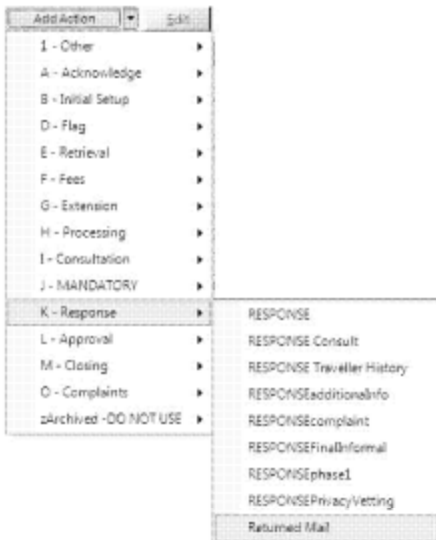 Add Action Edit
1 - Other
A - Acknowledge
B - Initial Setup
D - Flag
E - Retrieval
F - Fees
G - Extension
H - Processing
I - Consultation
J - MANDATORY
K - Response
L - Approval
M - Closing
O - Complaints
zArchived -DO NOT USE
RESPONSE
RESPONSE Consult
RESPONSE Traveller History
RESPONSEadditionalInfo
RESPONSEcomplaint
RESPONSEFinalInformal
RESPONSEphase1
RESPONSEPrivacyVetting
Returned Mail